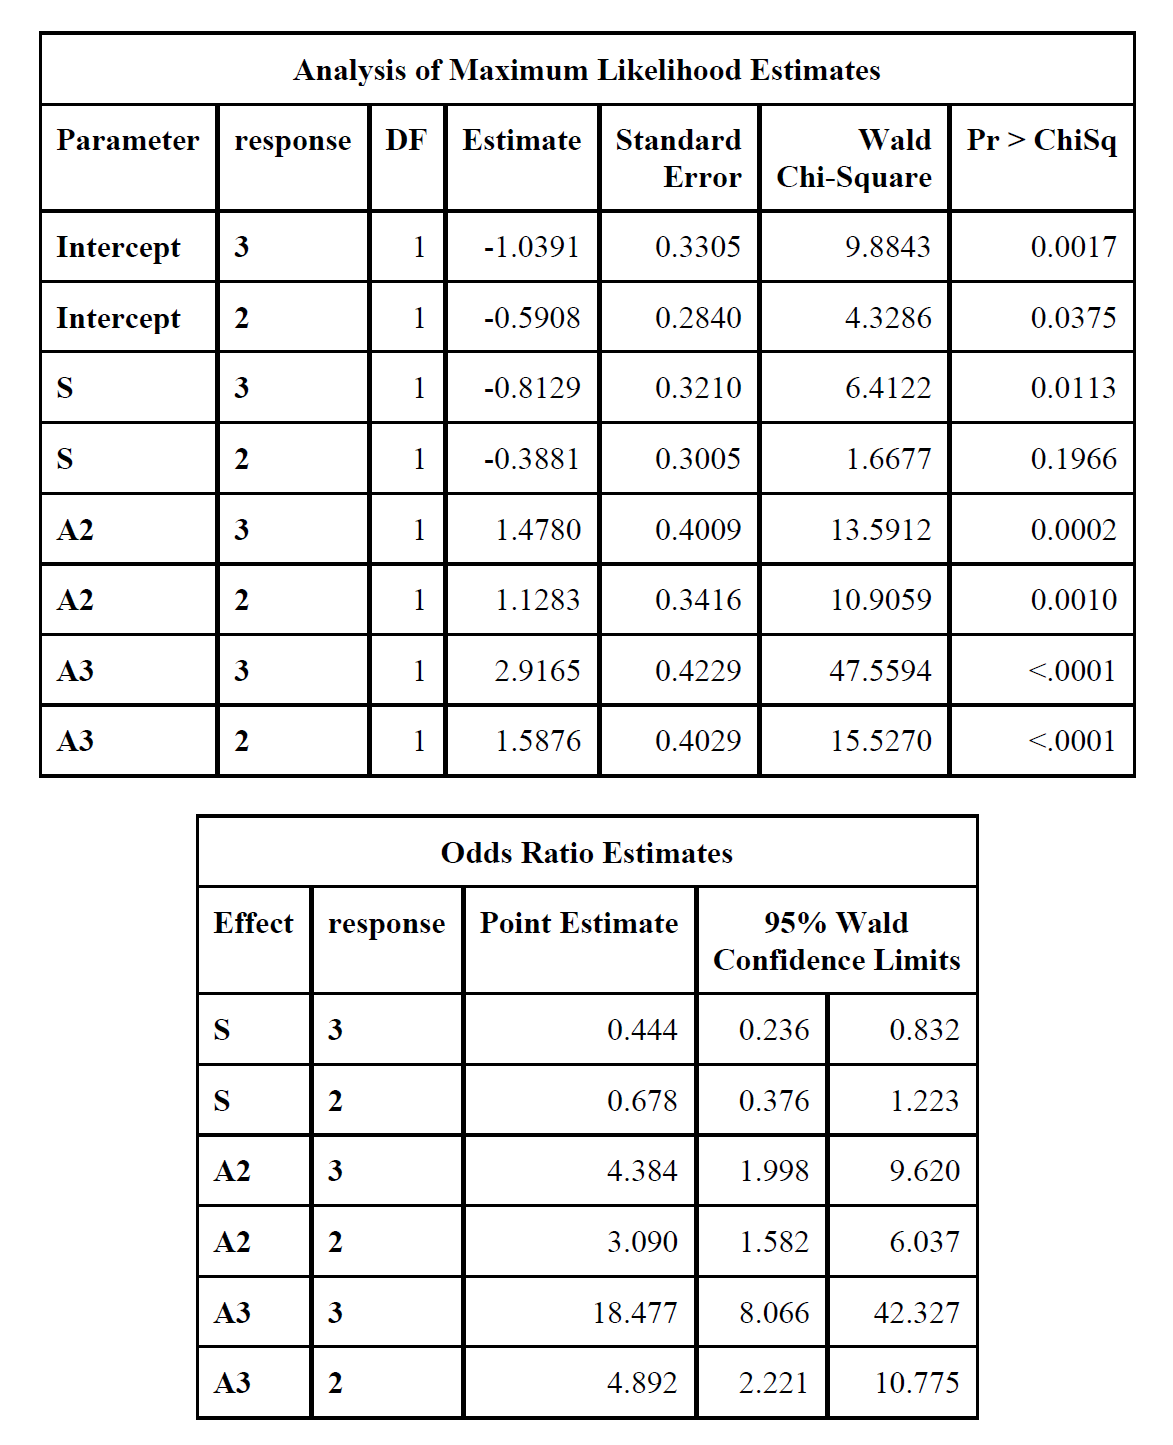 Analysis of Maximum Likelihood Estimates
Parameter response DF Estimate Standard Error Wald Chi-Square Pr > ChiSq
Intercept 3 1 -1.0391 0.3305 9.8843 0.0017
Intercept 2 1 -0.5908 0.2840 4.3286 0.0375
S 3 1 -0.8129 0.3210 6.4122 0.0113
S 2 1 -0.3881 0.3005 1.6677 0.1966
A2 3 1 1.4780 0.4009 13.5912 0.0002
A2 2 1 1.1283 0.3416 10.9059 0.0010
A3 3 1 2.9165 0.4229 47.5594 <.0001
A3 2 1 1.5876 0.4029 15.5270 <.0001
Odds Ratio Estimates
Effect response Point Estimate 95% Wald Confidence Limits
S 3 0.444 0.236 0.832
S 2 0.678 0.376 1.223
A2 3 4.384 1.998 9.620
A2 2 3.090 1.582 6.037
A3 3 18.477 8.066 42.327
A3 2 4.892 2.221 10.775